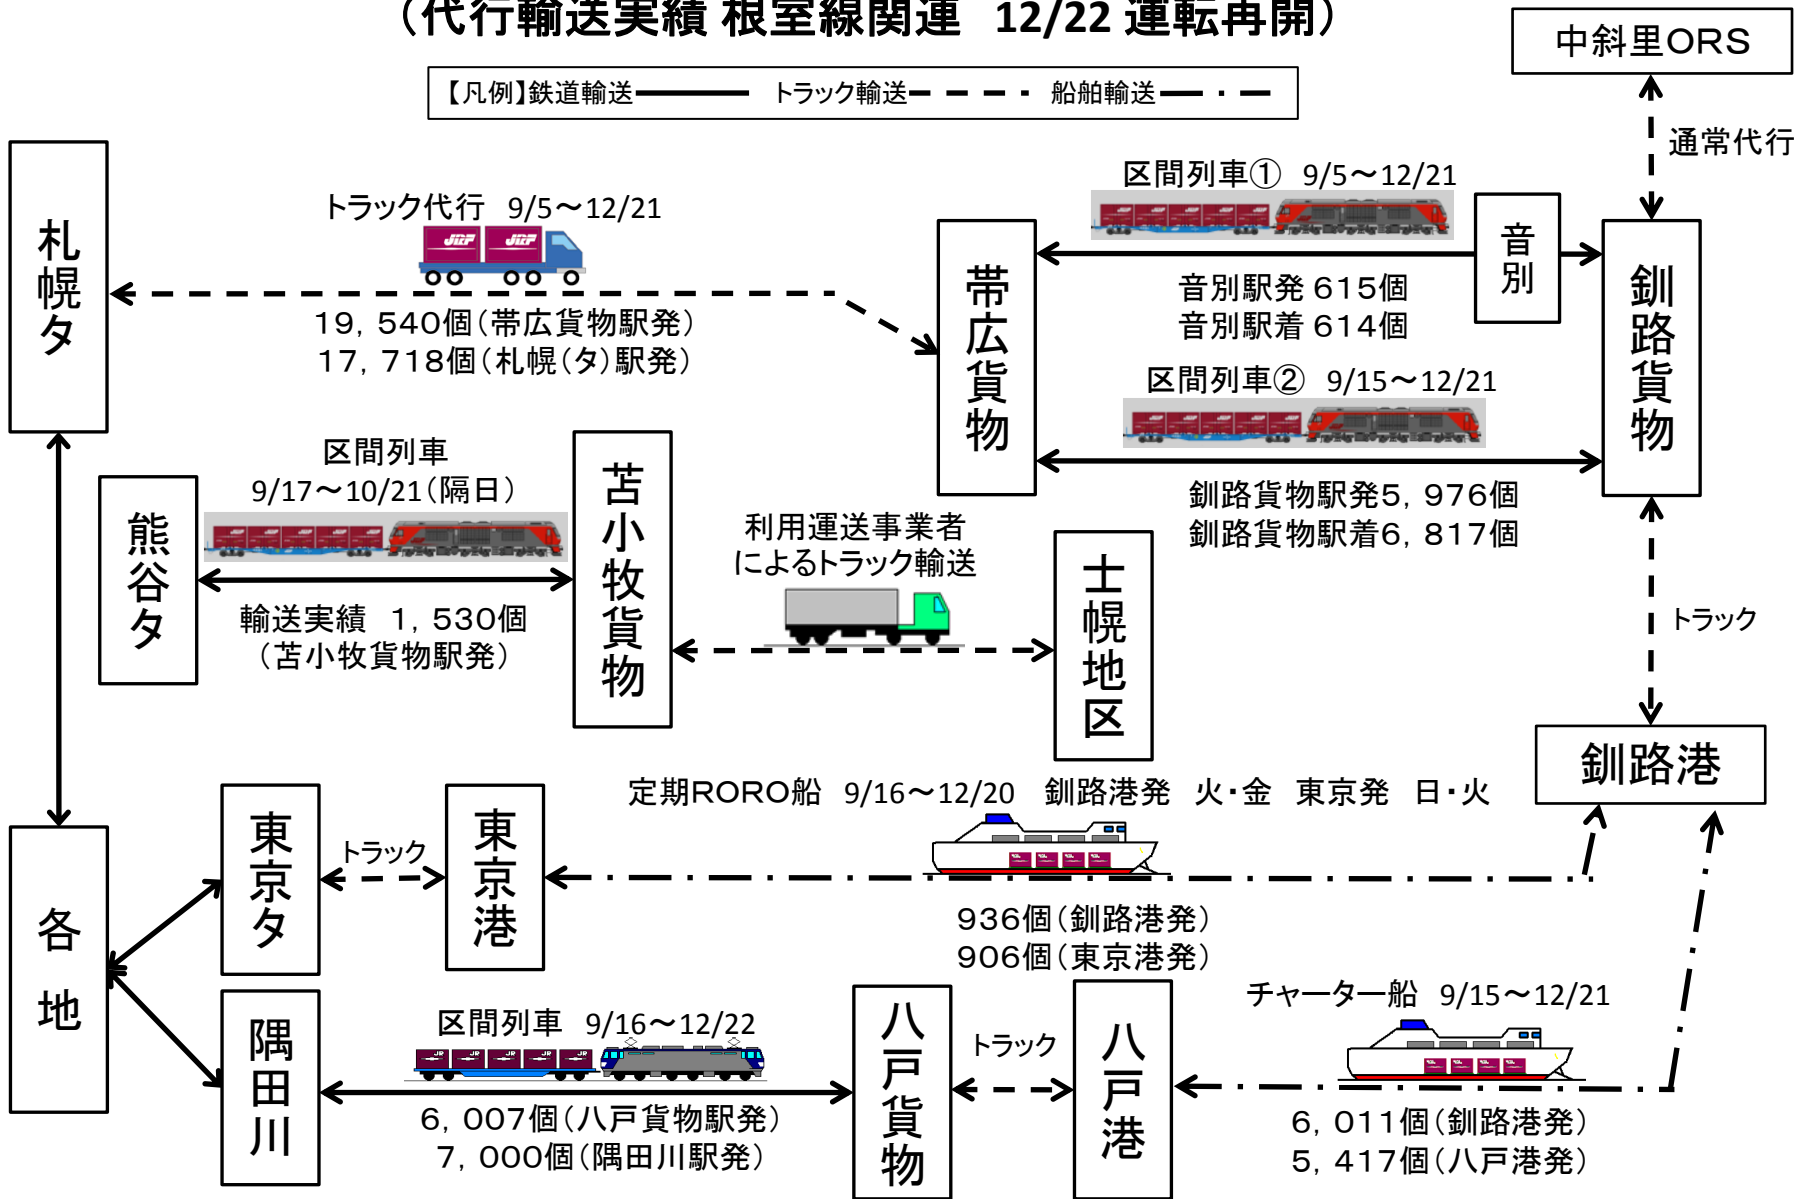 （代行輸送実績 根室線関連 12/22 運転再開）
中斜里ORS
【凡例】鉄道輸送 トラック輸送 船舶輸送
通常代行
区間列車① 9/5～12/21
トラック代行 9/5～12/21
札幌タ
音別
帯広貨物
釧路貨物
音別駅発 615個
音別駅着 614個
19，540個（帯広貨物駅発）
17，718個（札幌（タ）駅発）
区間列車② 9/15～12/21
区間列車
9/17～10/21（隔日）
苫小牧貨物
熊谷タ
釧路貨物駅発5，976個
釧路貨物駅着6，817個
利用運送事業者
によるトラック輸送
士幌地区
輸送実績 1，530個
（苫小牧貨物駅発）
トラック
釧路港
定期RORO船 9/16～12/20 釧路港発 火・金 東京発 日・火
東京タ
トラック
東京港
各地
936個（釧路港発）
906個（東京港発）
チャーター船 9/15～12/21
隅田川
区間列車 9/16～12/22
八戸貨物
トラック
八戸港
6，007個（八戸貨物駅発）
7，000個（隅田川駅発）
6，011個（釧路港発）
5，417個（八戸港発）